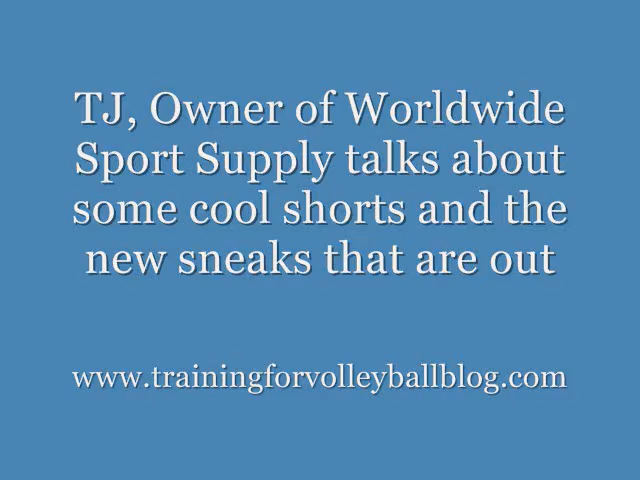 TJ, Owner of Worldwide
Sport Supply talks about
some cool shorts and the
new sneaks that are out
www.trainingforvolleyballblog.com